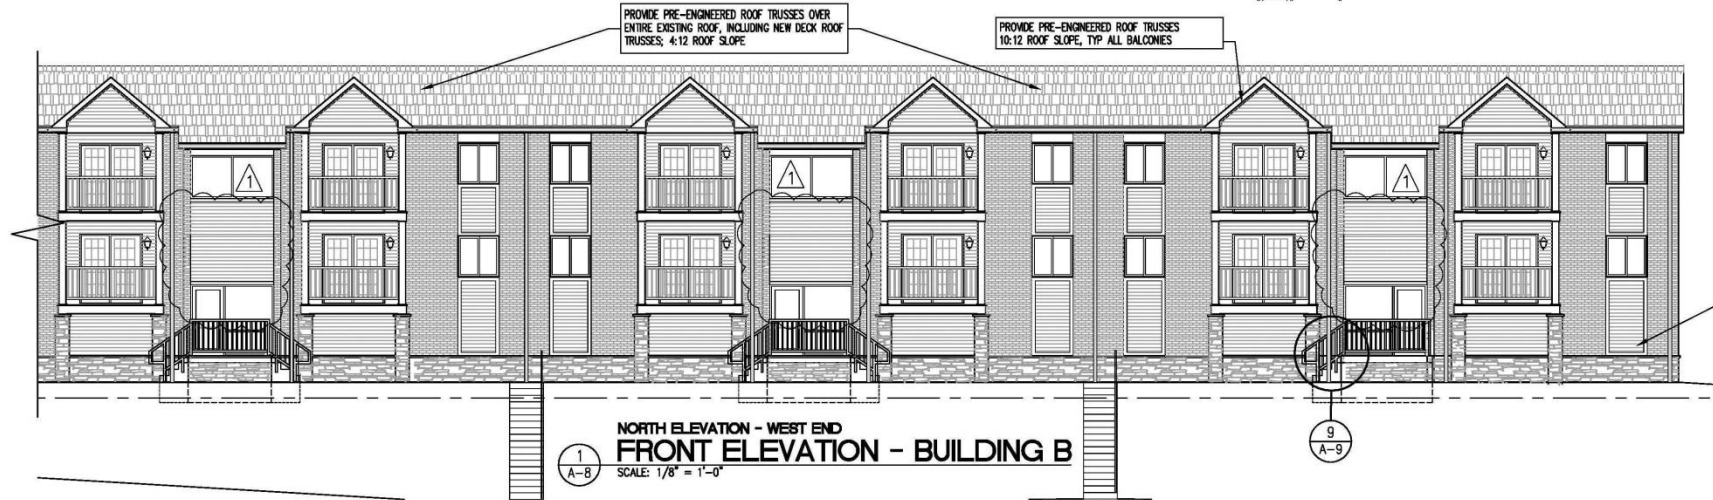 PROVIDE PRE-ENGINEERED ROOF TRUSSES OVER
ENTIRE EXISTING ROOF, INCLUDING NEW DECK ROOF
TRUSSES; 4:12 ROOF SLOPE
PROVIDE PRE-ENGINEERED ROOF TRUSSES
10:12 ROOF SLOPE, TYP ALL BALCONIES
1
1
1
NORTH ELEVATION - WEST END
1
A-8
FRONT ELEVATION - BUILDING B
SCALE: 1/8" = 1'-0"
9
A-9